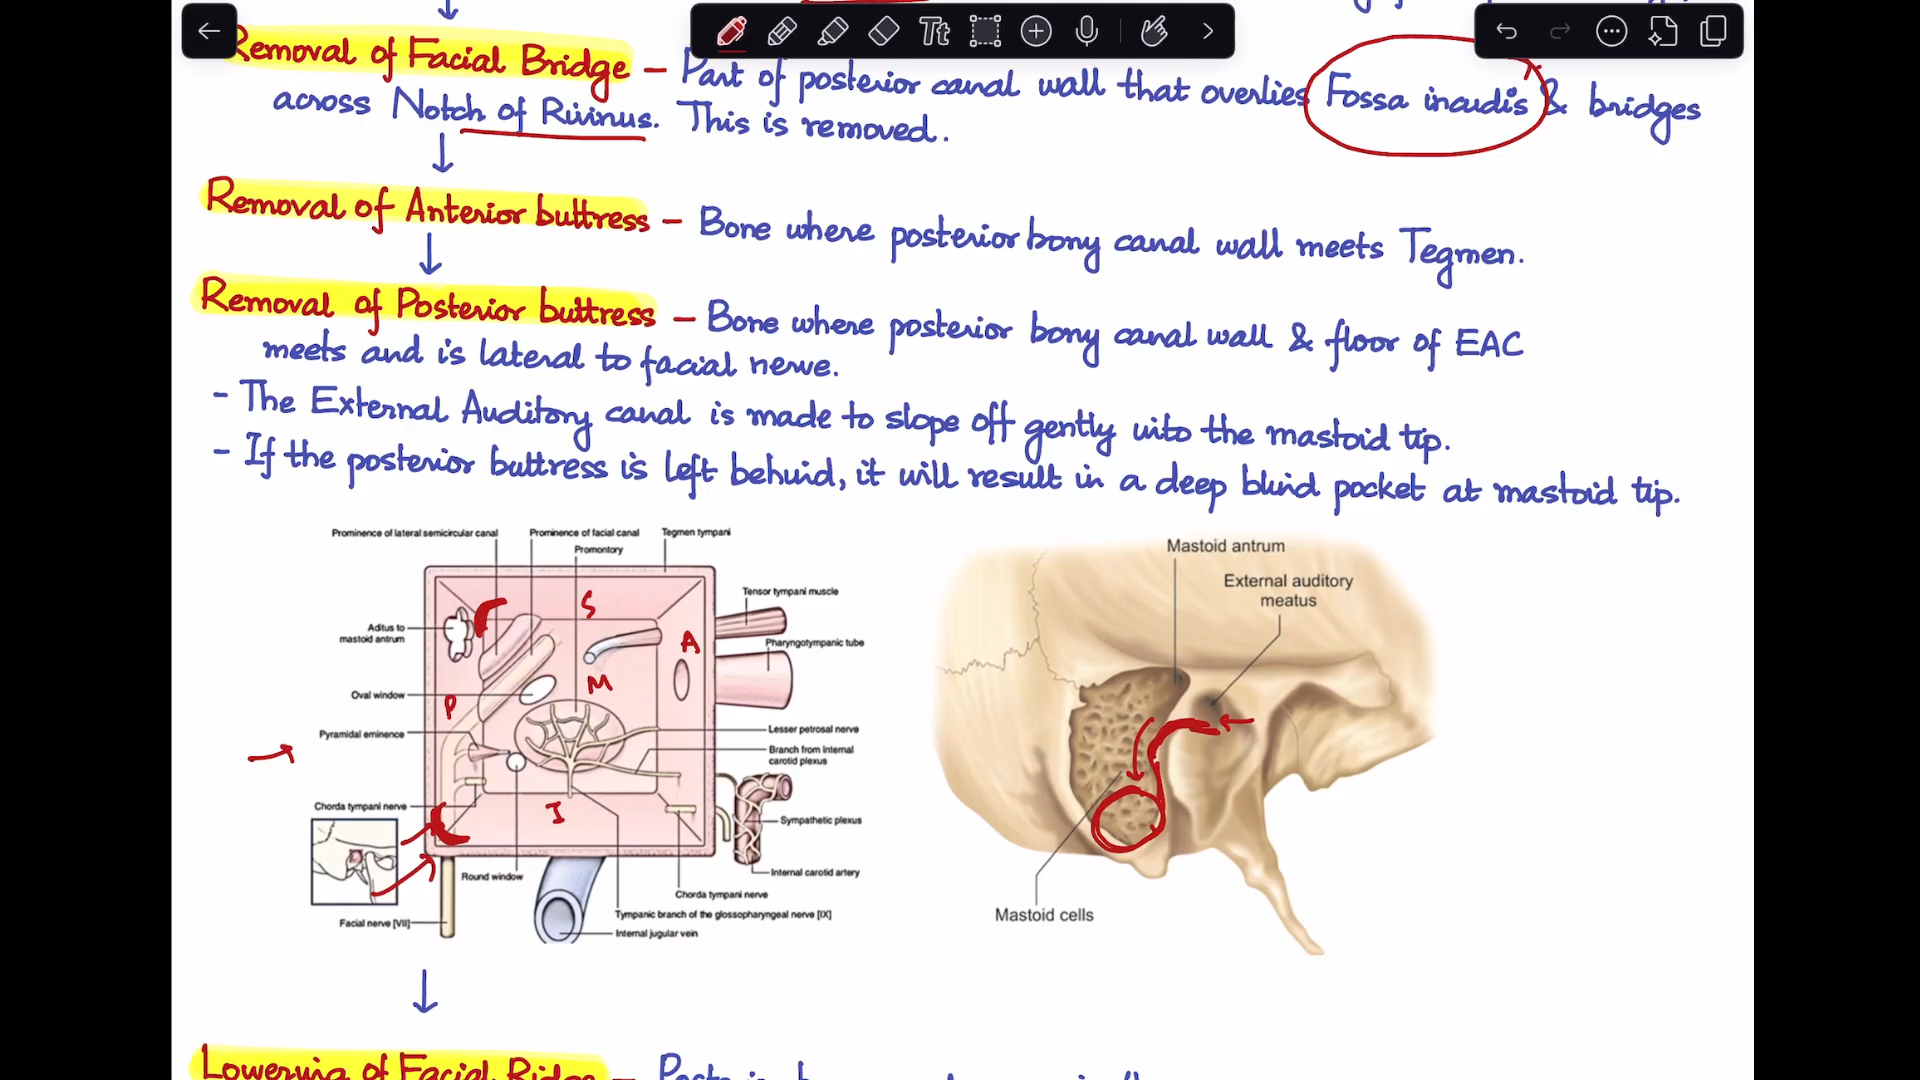 Removal of Facial Bridge – Part of posterior canal wall that overlies Fossa incudis & bridges
across Notch of Rivinus. This is removed.
Removal of Anterior buttress – Bone where posterior bony canal wall meets Tegmen.
Removal of Posterior buttress – Bone where posterior bony canal wall & floor of EAC
meets and is lateral to facial nerve.
- The External Auditory canal is made to slope off gently into the mastoid tip.
- If the posterior buttress is left behind, it will result in a deep blind pocket at mastoid tip.
Prominence of lateral semicircular canal
Prominence of facial canal
Tegmen tympani
Promontory
Tensor tympani muscle
Aditus to
mastoid antrum
Pharyngotympanic tube
Oval window
Pyramidal eminence
Lesser petrosal nerve
Branch from internal
carotid plexus
Chorda tympani nerve
Sympathetic plexus
Round window
Internal carotid artery
Chorda tympani nerve
Tympanic branch of the glossopharyngeal nerve [IX]
Facial nerve [VII]
Internal jugular vein
S
A
M
P
I
Mastoid antrum
External auditory
meatus
Mastoid cells
Lowering of Facial Ridge –
Tt